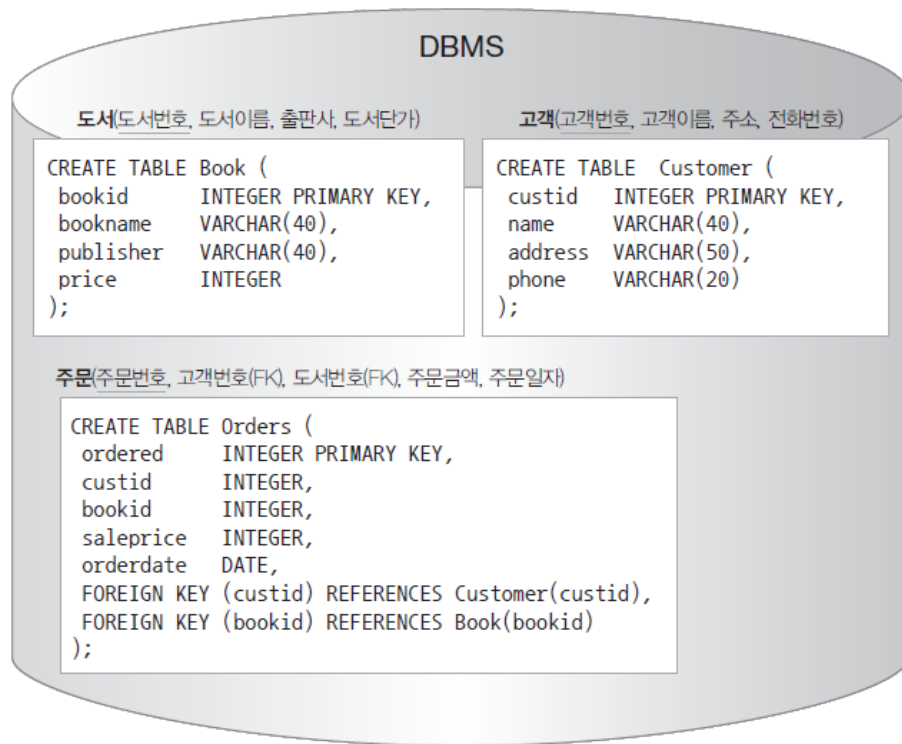 DBMS
도서(도서번호, 도서이름, 출판사, 도서단가)
CREATE TABLE Book (
bookid INTEGER PRIMARY KEY,
bookname VARCHAR(40),
publisher VARCHAR(40),
price INTEGER
);
고객(고객번호, 고객이름, 주소, 전화번호)
CREATE TABLE Customer (
custid INTEGER PRIMARY KEY,
name VARCHAR(40),
address VARCHAR(50),
phone VARCHAR(20)
);
주문(주문번호, 고객번호(FK), 도서번호(FK), 주문금액, 주문일자)
CREATE TABLE Orders (
ordered INTEGER PRIMARY KEY,
custid INTEGER,
bookid INTEGER,
saleprice INTEGER,
orderdate DATE,
FOREIGN KEY (custid) REFERENCES Customer(custid),
FOREIGN KEY (bookid) REFERENCES Book(bookid)
);